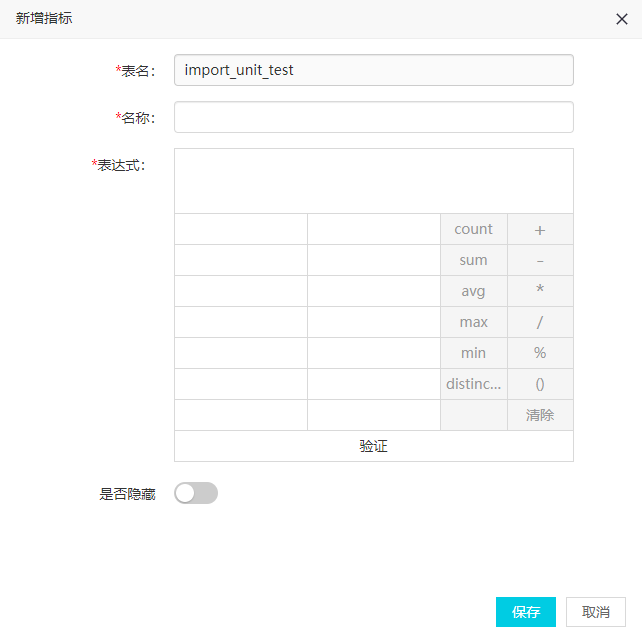 新增指标
*表名：
import_unit_test
*名称：
*表达式：
count +
sum -
avg *
max /
min %
distinc... ()
清除
验证
是否隐藏
保存 取消